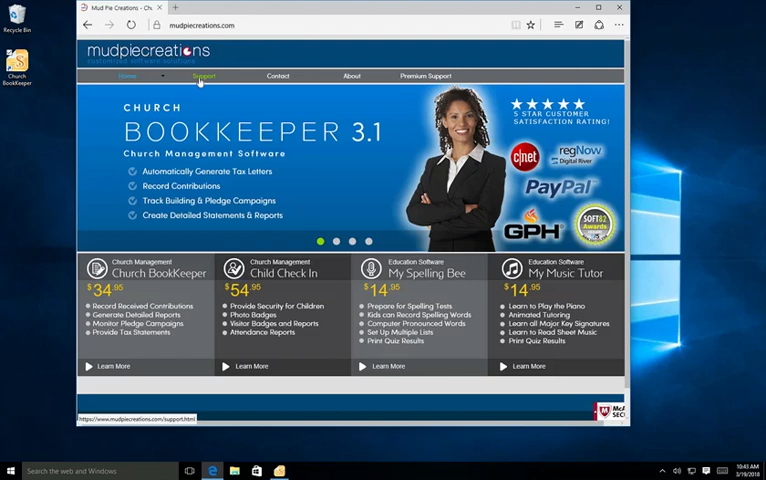 Recycle Bin
Church
BookKeeper
Mud Pie Creations - Ch
mudpiecreations.com
mudpiecreations
customized software solutions
Home Support Contact About Premium Support
CHURCH
BOOKKEEPER 3.1
Church Management Software
Automatically Generate Tax Letters
Record Contributions
Track Building & Pledge Campaigns
Create Detailed Statements & Reports
5 STAR CUSTOMER
SATISFACTION RATING!
c|net
regNow
Digital River
PayPal
GPH
SOFT82
Awards
Church Management
Church BookKeeper
$34.95
Record Received Contributions
Generate Detailed Reports
Monitor Pledge Campaigns
Provide Tax Statements
Learn More
Church Management
Child Check In
$54.95
Provide Security for Children
Photo Badges
Visitor Badges and Reports
Attendance Reports
Learn More
Education Software
My Spelling Bee
$14.95
Prepare for Spelling Tests
Kids can Record Spelling Words
Computer Pronounced Words
Set Up Multiple Lists
Print Quiz Results
Learn More
Education Software
My Music Tutor
$14.95
Learn to Play the Piano
Animated Tutoring
Learn all Major Key Signatures
Learn to Read Sheet Music
Print Quiz Results
Learn More
McA
SEC
https://www.mudpiecreations.com/support.html
Search the web and Windows
10:43 AM
3/19/2018